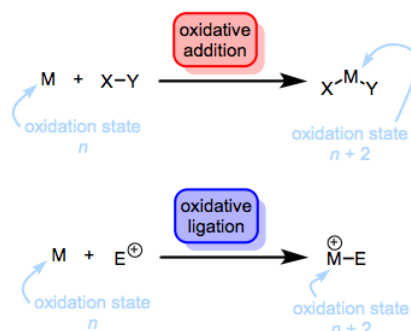 oxidative
addition
M + X–Y
M
X Y
oxidation state
n
oxidation state
n + 2
oxidative
ligation
M + E⊕
⊕
M–E
oxidation state
n
oxidation state
n + 2